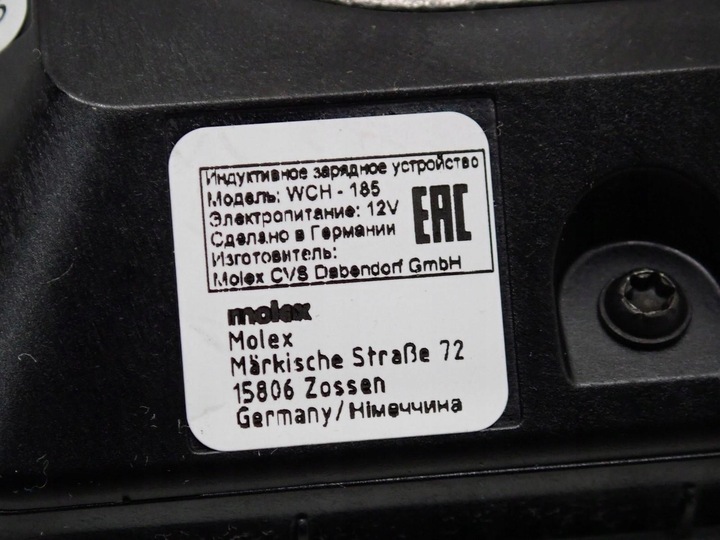 Индуктивное зарядное устройство
Модель: WCH - 185
Электропитание: 12V
Сделано в Германии
Изготовитель:
Molex CVS Dabendorf GmbH
EAC
molex
Molex
Märkische Straße 72
15806 Zossen
Germany/Німеччина